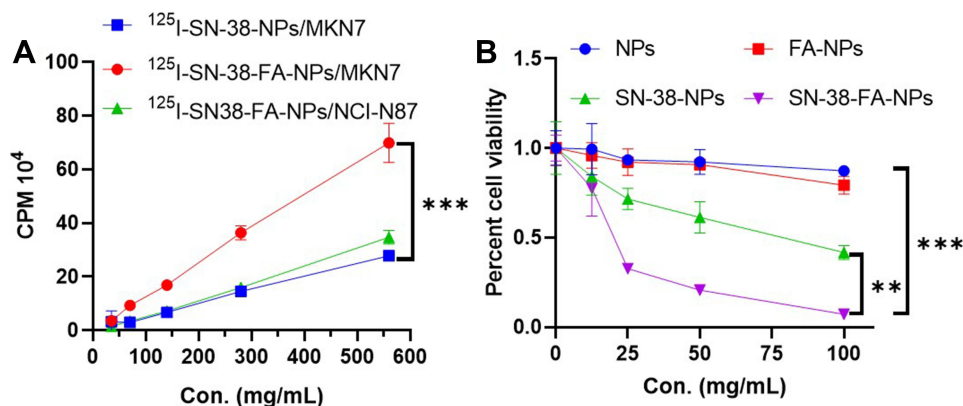 A
¹²⁵I-SN-38-NPs/MKN7
¹²⁵I-SN-38-FA-NPs/MKN7
¹²⁵I-SN38-FA-NPs/NCI-N87
CPM 10⁴
100
80
60
40
20
0
0 100 200 300 400 500 600
Con. (mg/mL)
***
B
NPs FA-NPs
SN-38-NPs SN-38-FA-NPs
Percent cell viability
1.5
1.0
0.5
0.0
0 25 50 75 100
Con. (mg/mL)
**
***